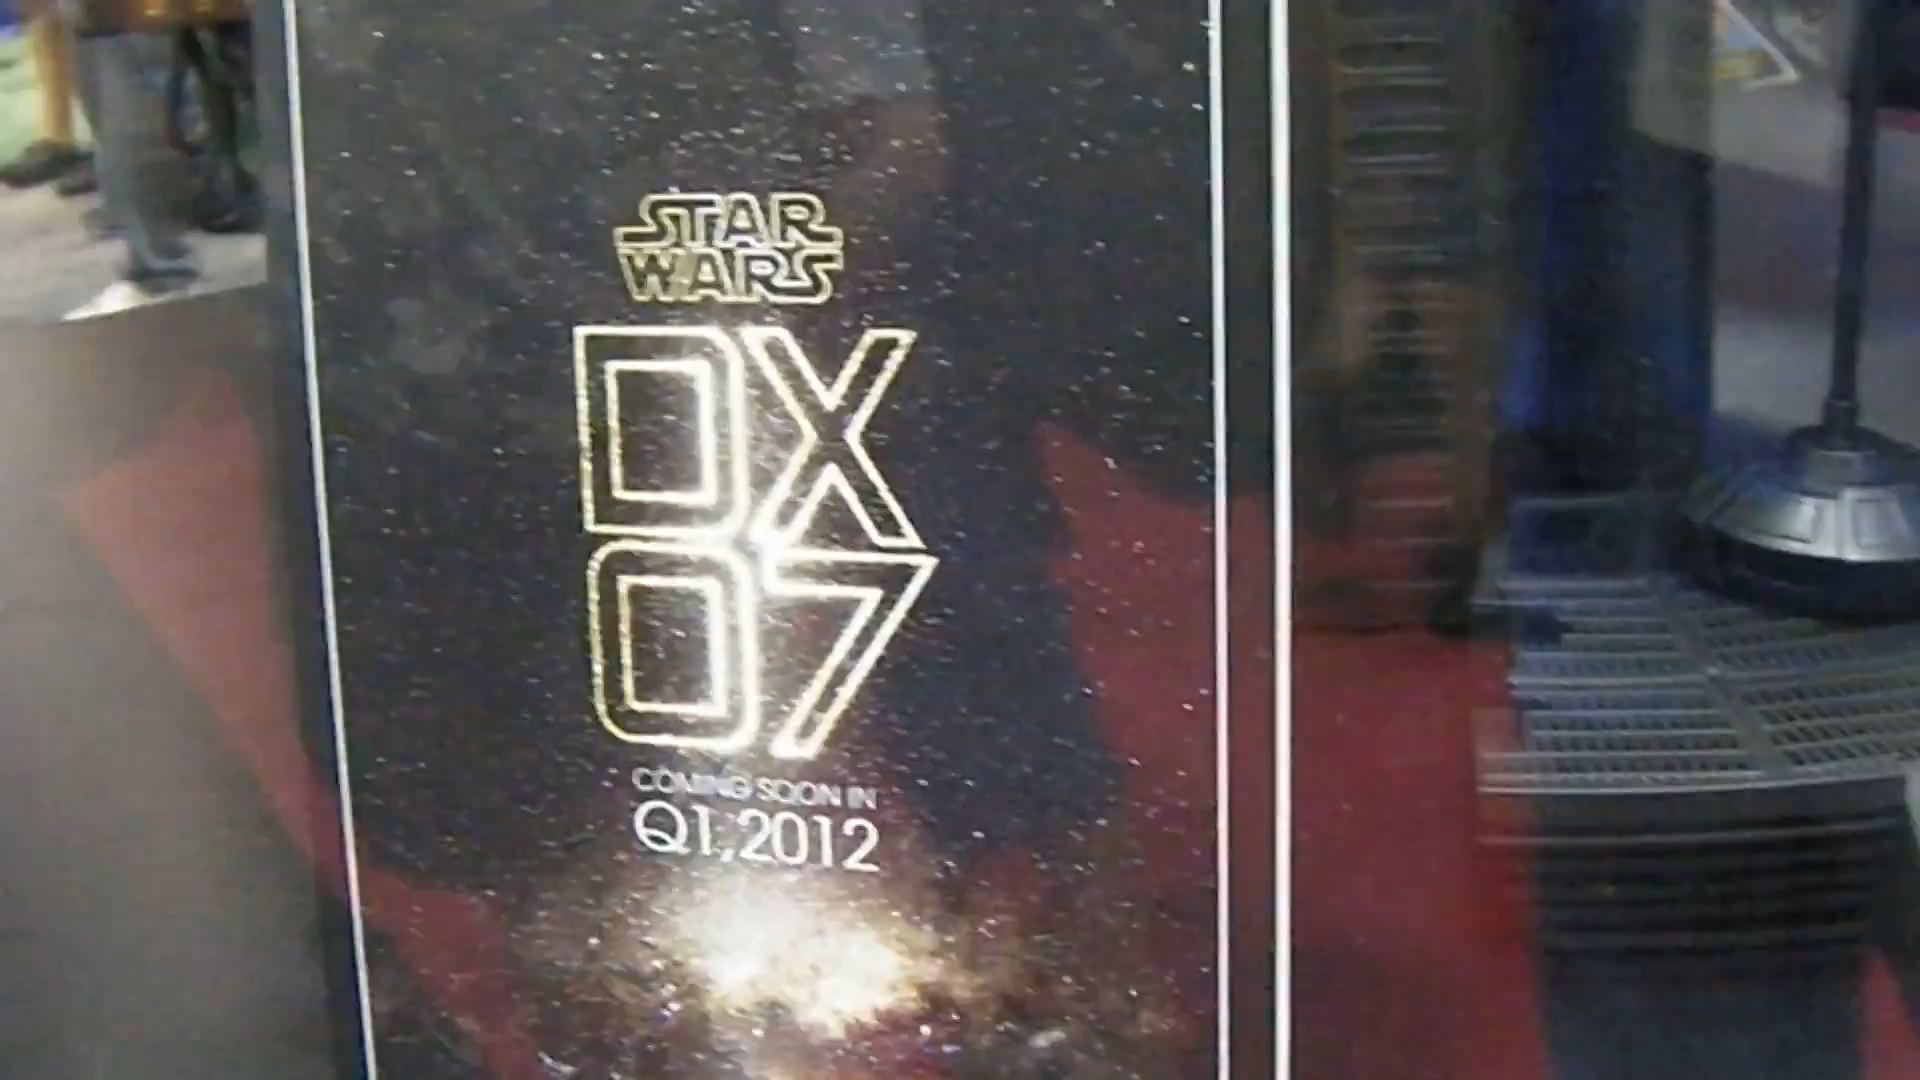 STAR
WARS
DX
07
COMING SOON IN
Q1,2012